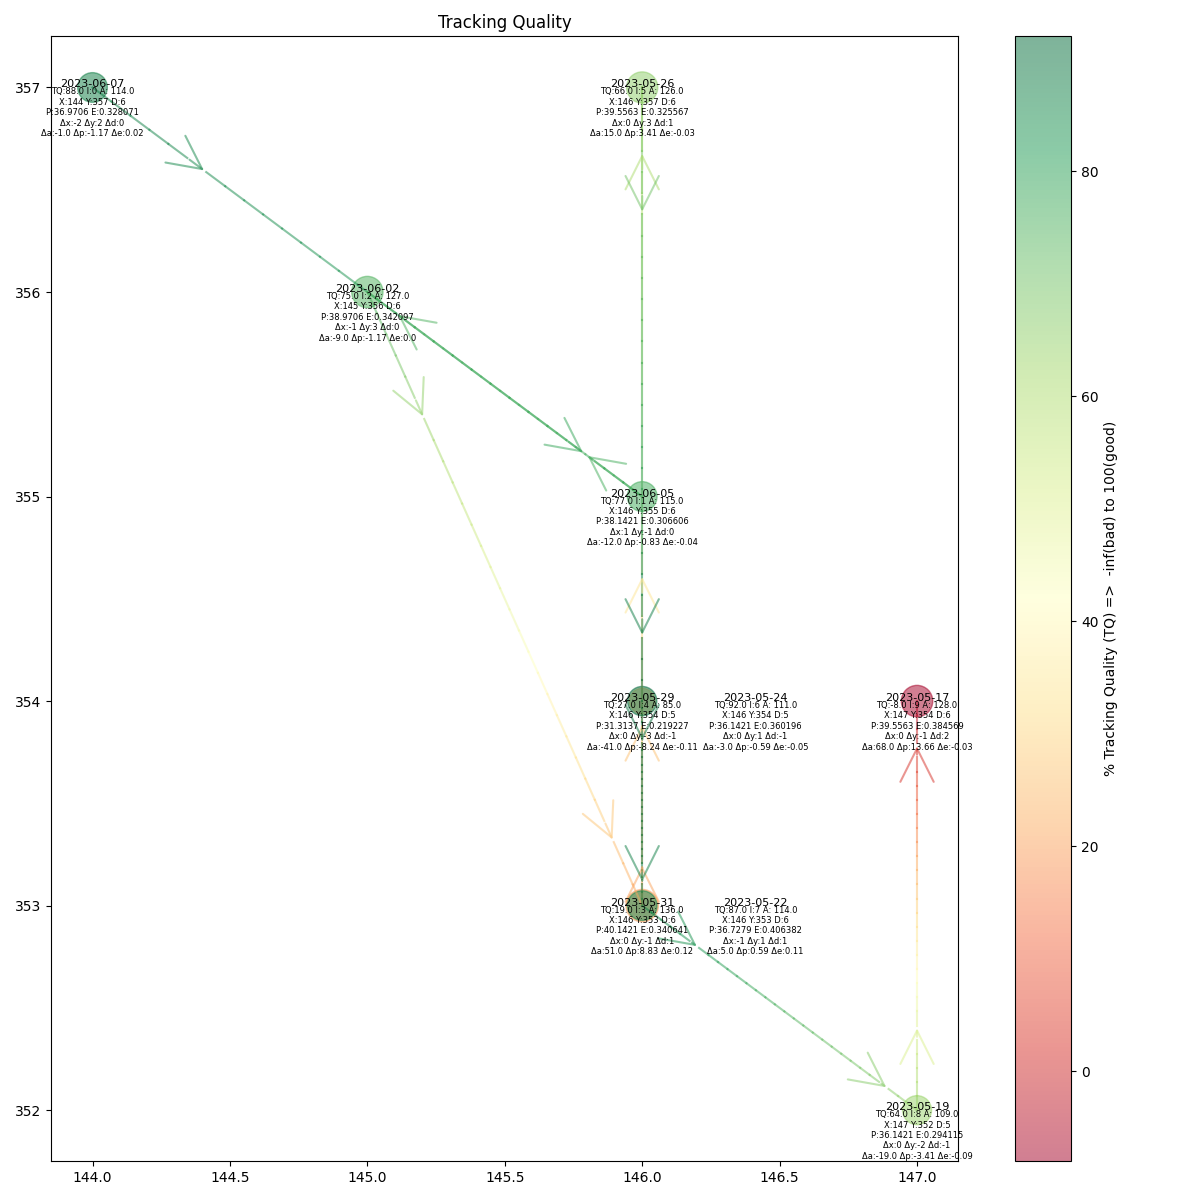 Tracking Quality
357
356
355
354
353
352
144.0
144.5
145.0
145.5
146.0
146.5
147.0
2023-06-07
TQ:88.0 I:0 A: 114.0
X:144 Y:357 D:6
P:36.9706 E:0.328071
Δx:-2 Δy:2 Δd:0
Δa:-1.0 Δp:-1.17 Δe:0.02
2023-05-26
TQ:66.0 I:5 A: 126.0
X:146 Y:357 D:6
P:39.5563 E:0.325567
Δx:0 Δy:3 Δd:1
Δa:15.0 Δp:3.41 Δe:-0.03
2023-06-02
TQ:75.0 I:2 A: 127.0
X:145 Y:356 D:6
P:38.9706 E:0.342097
Δx:-1 Δy:3 Δd:0
Δa:-9.0 Δp:-1.17 Δe:0.0
2023-06-05
TQ:77.0 I:1 A: 115.0
X:146 Y:355 D:6
P:38.1421 E:0.306606
Δx:1 Δy:-1 Δd:0
Δa:-12.0 Δp:-0.83 Δe:-0.04
2023-05-29
TQ:27.0 I:4 A: 85.0
X:146 Y:354 D:5
P:31.3137 E:0.219227
Δx:0 Δy:-3 Δd:-1
Δa:-41.0 Δp:-8.24 Δe:-0.11
2023-05-24
TQ:92.0 I:6 A: 111.0
X:146 Y:354 D:5
P:36.1421 E:0.360196
Δx:0 Δy:1 Δd:-1
Δa:-3.0 Δp:-0.59 Δe:-0.05
2023-05-17
TQ:-8.0 I:9 A: 128.0
X:147 Y:354 D:6
P:39.5563 E:0.384569
Δx:0 Δy:-1 Δd:2
Δa:68.0 Δp:13.66 Δe:-0.03
2023-05-31
TQ:19.0 I:3 A: 136.0
X:146 Y:353 D:6
P:40.1421 E:0.340641
Δx:0 Δy:-1 Δd:1
Δa:51.0 Δp:8.83 Δe:0.12
2023-05-22
TQ:87.0 I:7 A: 114.0
X:146 Y:353 D:6
P:36.7279 E:0.406382
Δx:-1 Δy:1 Δd:1
Δa:5.0 Δp:0.59 Δe:0.11
2023-05-19
TQ:64.0 I:8 A: 109.0
X:147 Y:352 D:5
P:36.1421 E:0.294115
Δx:0 Δy:-2 Δd:-1
Δa:-19.0 Δp:-3.41 Δe:-0.09
80
60
40
20
0
% Tracking Quality (TQ) => -inf(bad) to 100(good)